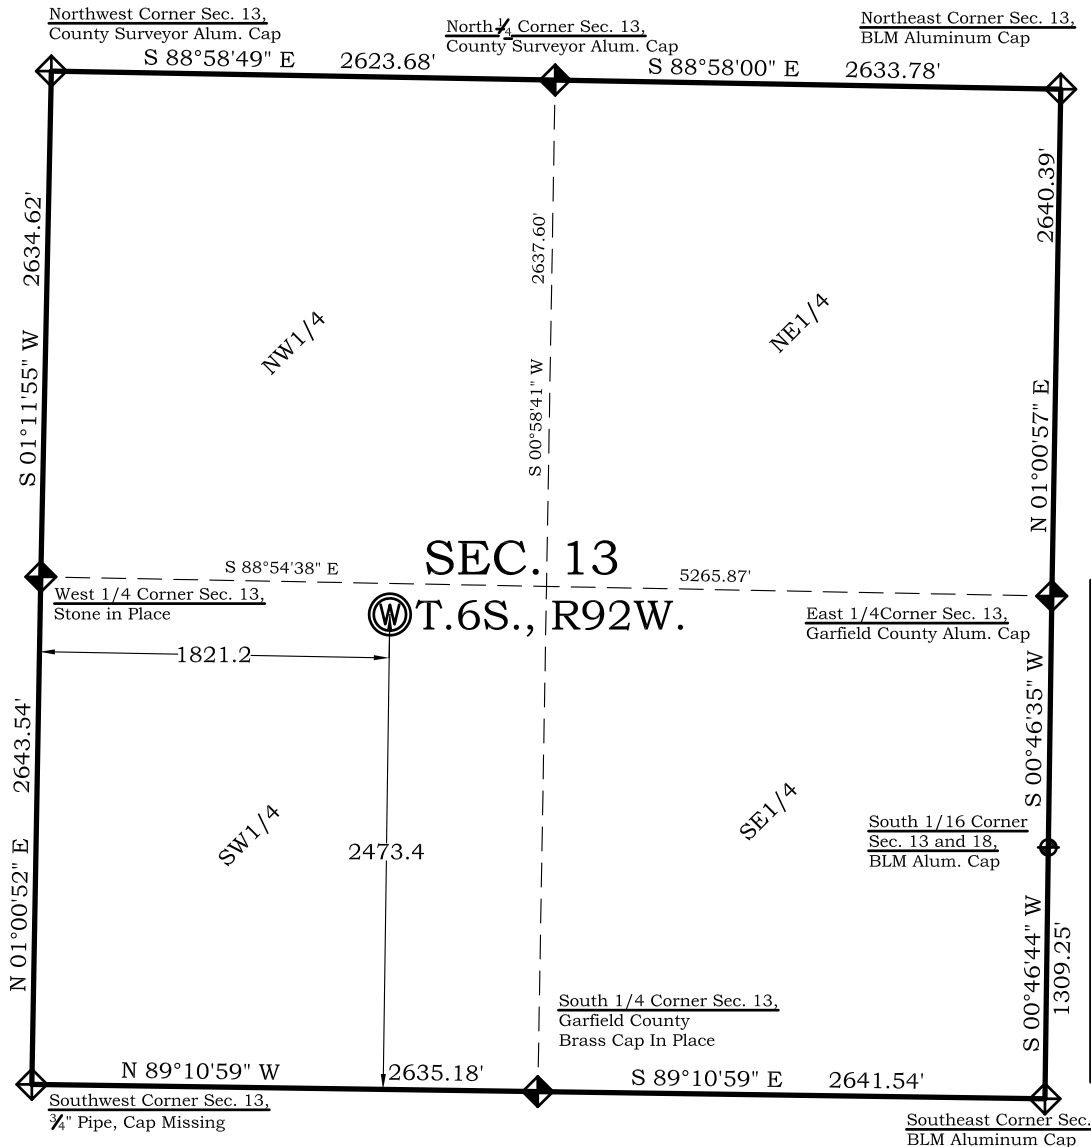 Northwest Corner Sec. 13,
County Surveyor Alum. Cap
North 1/4 Corner Sec. 13,
County Surveyor Alum. Cap
Northeast Corner Sec. 13,
BLM Aluminum Cap
S 88°58'49" E 2623.68'
S 88°58'00" E 2633.78'
2634.62'
S 01°11'55" W
2637.60'
S 00°58'41" W
2640.39'
N 01°00'57" E
NW1/4
NE1/4
SEC. 13
T.6S., R92W.
S 88°54'38" E 5265.87'
West 1/4 Corner Sec. 13,
Stone in Place
W
East 1/4Corner Sec. 13,
Garfield County Alum. Cap
1821.2
2643.54'
N 01°00'52" E
S 00°46'35" W
SW1/4
SE1/4
2473.4
South 1/16 Corner
Sec. 13 and 18,
BLM Alum. Cap
S 00°46'44" W
1309.25'
South 1/4 Corner Sec. 13,
Garfield County
Brass Cap In Place
N 89°10'59" W 2635.18'
S 89°10'59" E 2641.54'
Southwest Corner Sec. 13,
3/4" Pipe, Cap Missing
Southeast Corner Sec.
BLM Aluminum Cap